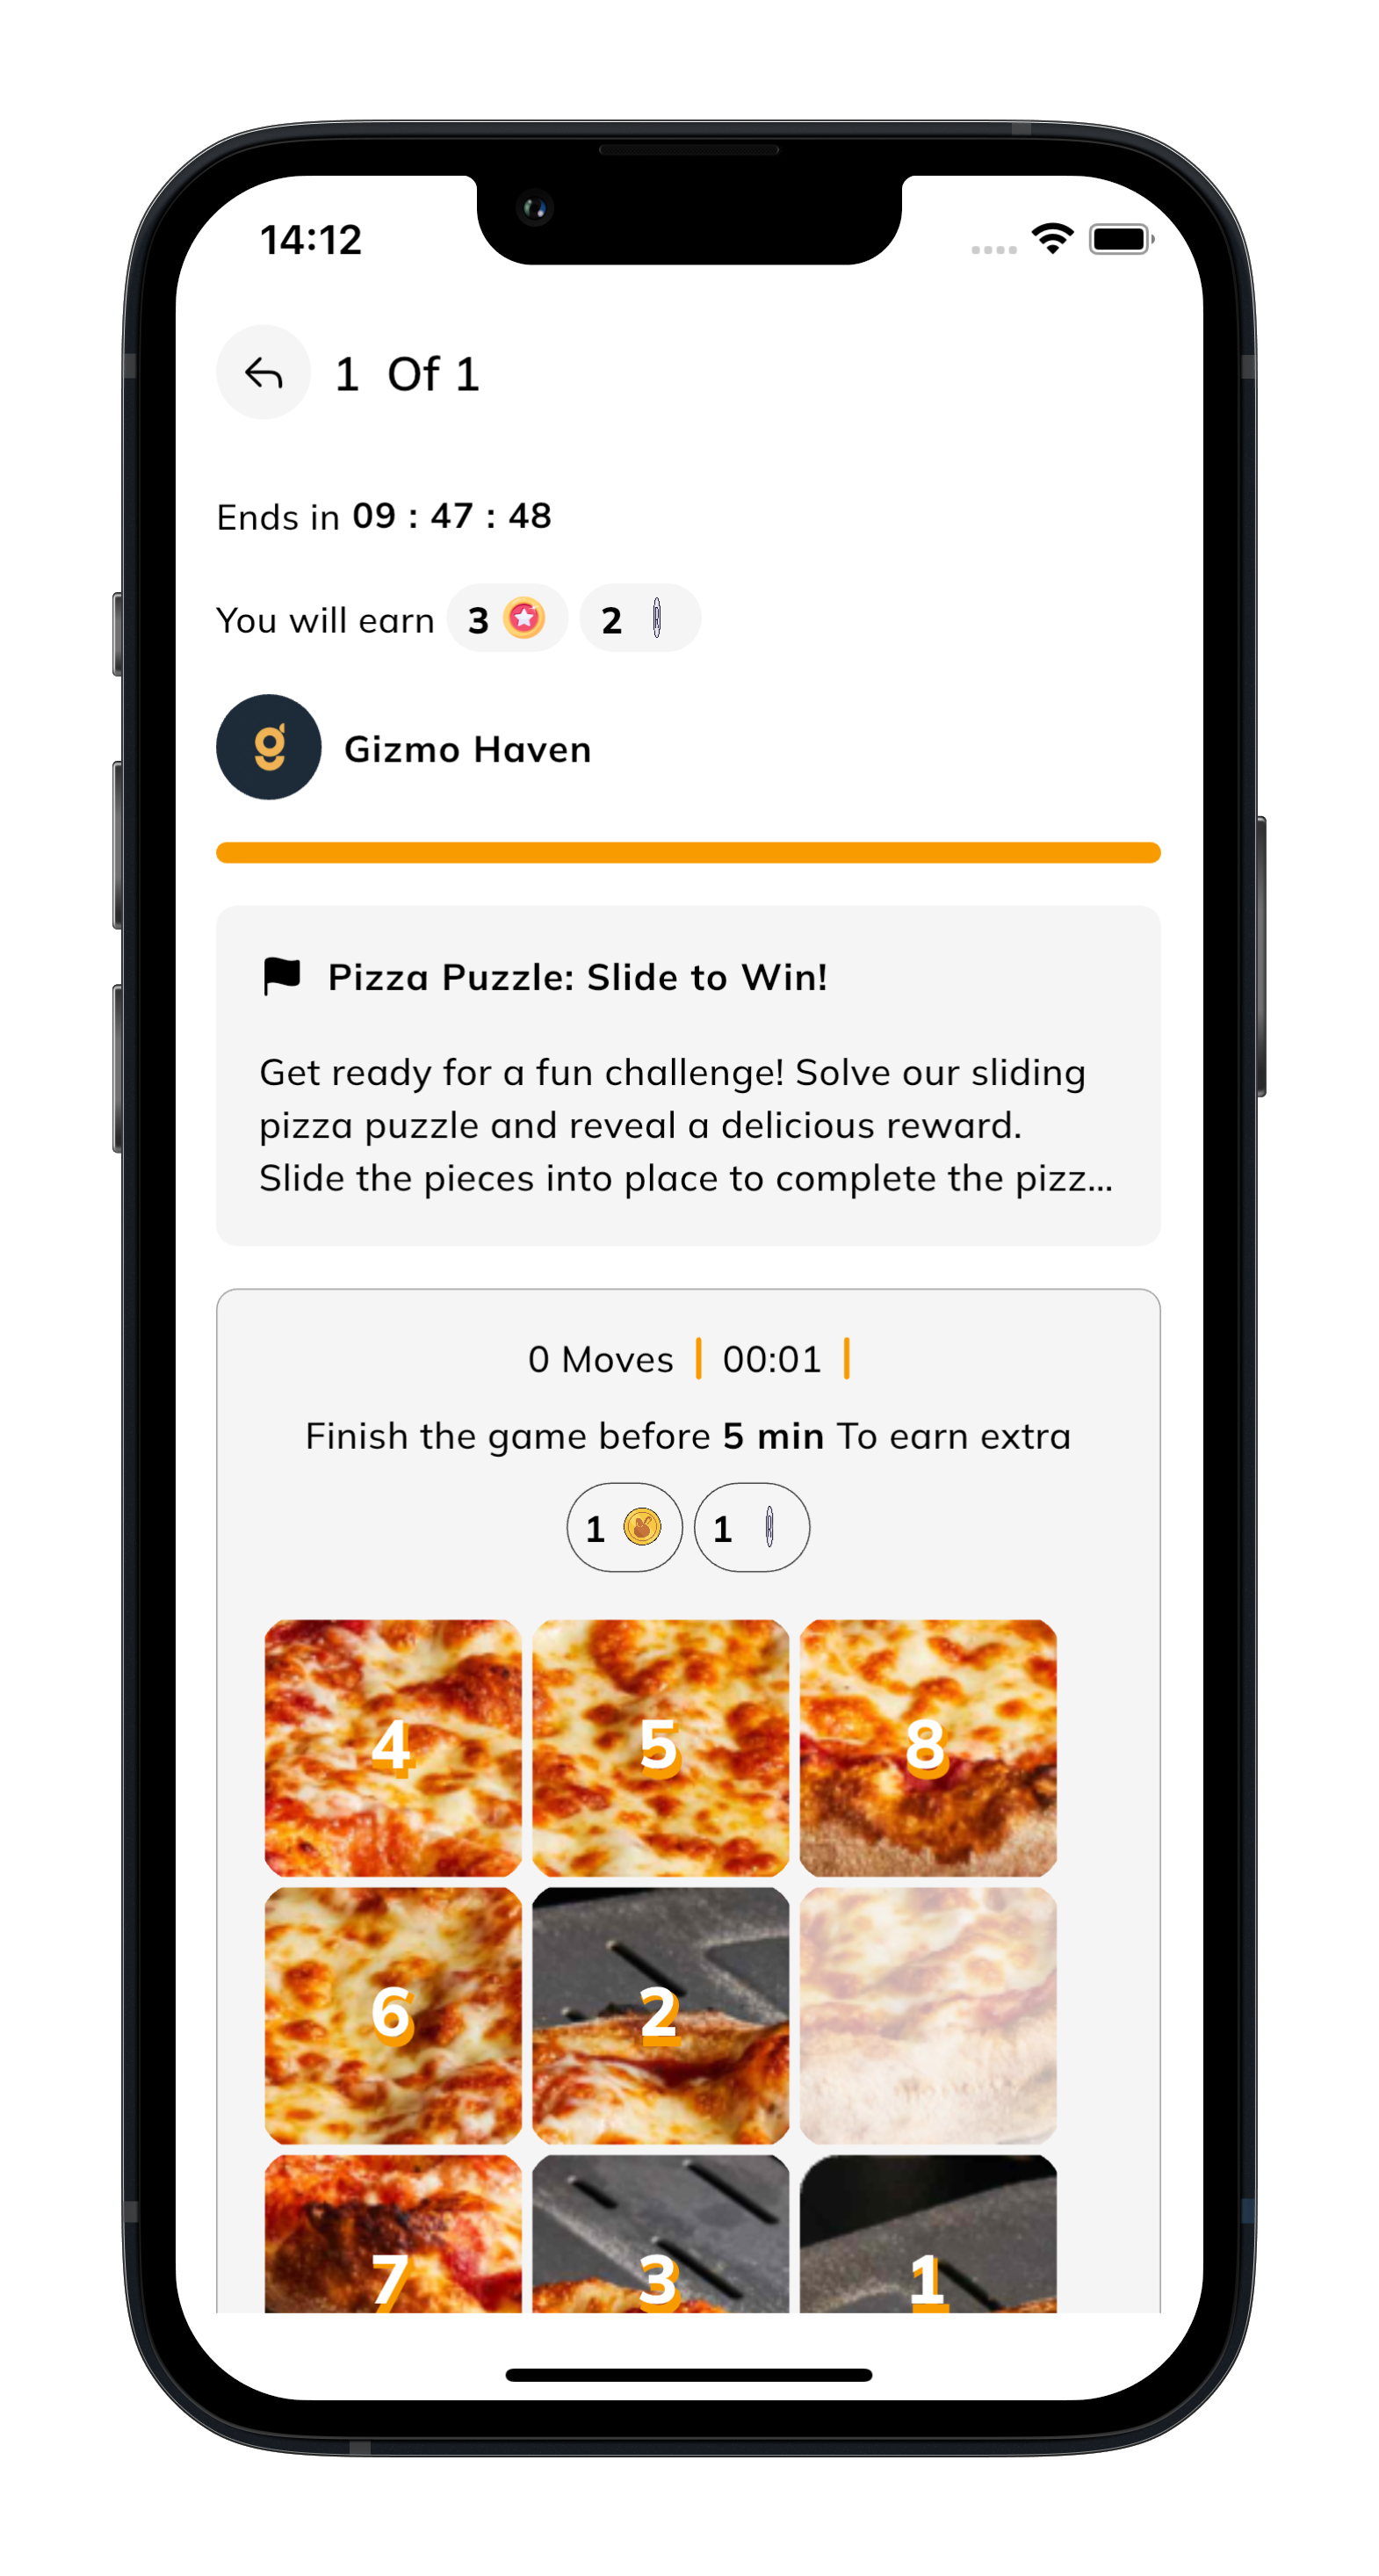 14:12
1 Of 1
Ends in 09 : 47 : 48
You will earn 3 2
g
Gizmo Haven
Pizza Puzzle: Slide to Win!
Get ready for a fun challenge! Solve our sliding
pizza puzzle and reveal a delicious reward.
Slide the pieces into place to complete the pizz...
0 Moves | 00:01 |
Finish the game before 5 min To earn extra
1 1
4 5 8
6 2
7 3 1